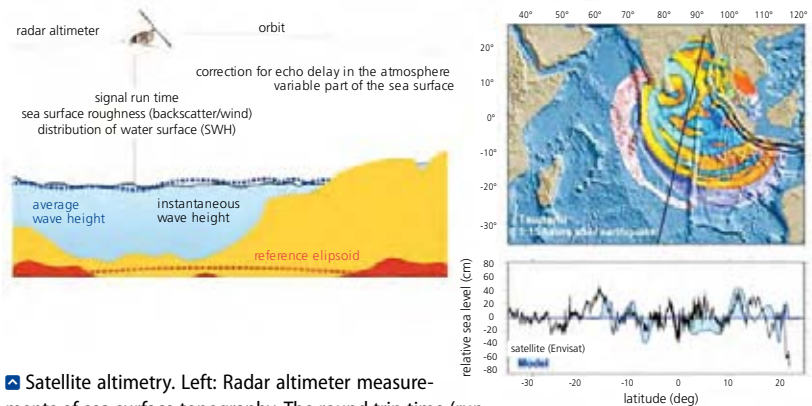 radar altimeter
orbit
correction for echo delay in the atmosphere
variable part of the sea surface
signal run time
sea surface roughness (backscatter/wind)
distribution of water surface (SWH)
average
wave height
instantaneous
wave height
reference elipsoid
40° 50° 60° 70° 80° 90° 100° 110° 120°
20°
10°
0°
-10°
-20°
-30°
Tsunami
after earthquake
relative sea level (cm)
80
60
40
20
0
-20
-40
-60
-80
satellite (Envisat)
Model
-30 -20 -10 0 10 20
latitude (deg)
Satellite altimetry. Left: Radar altimeter measure-
ments of sea surface topography. The round trip time (run